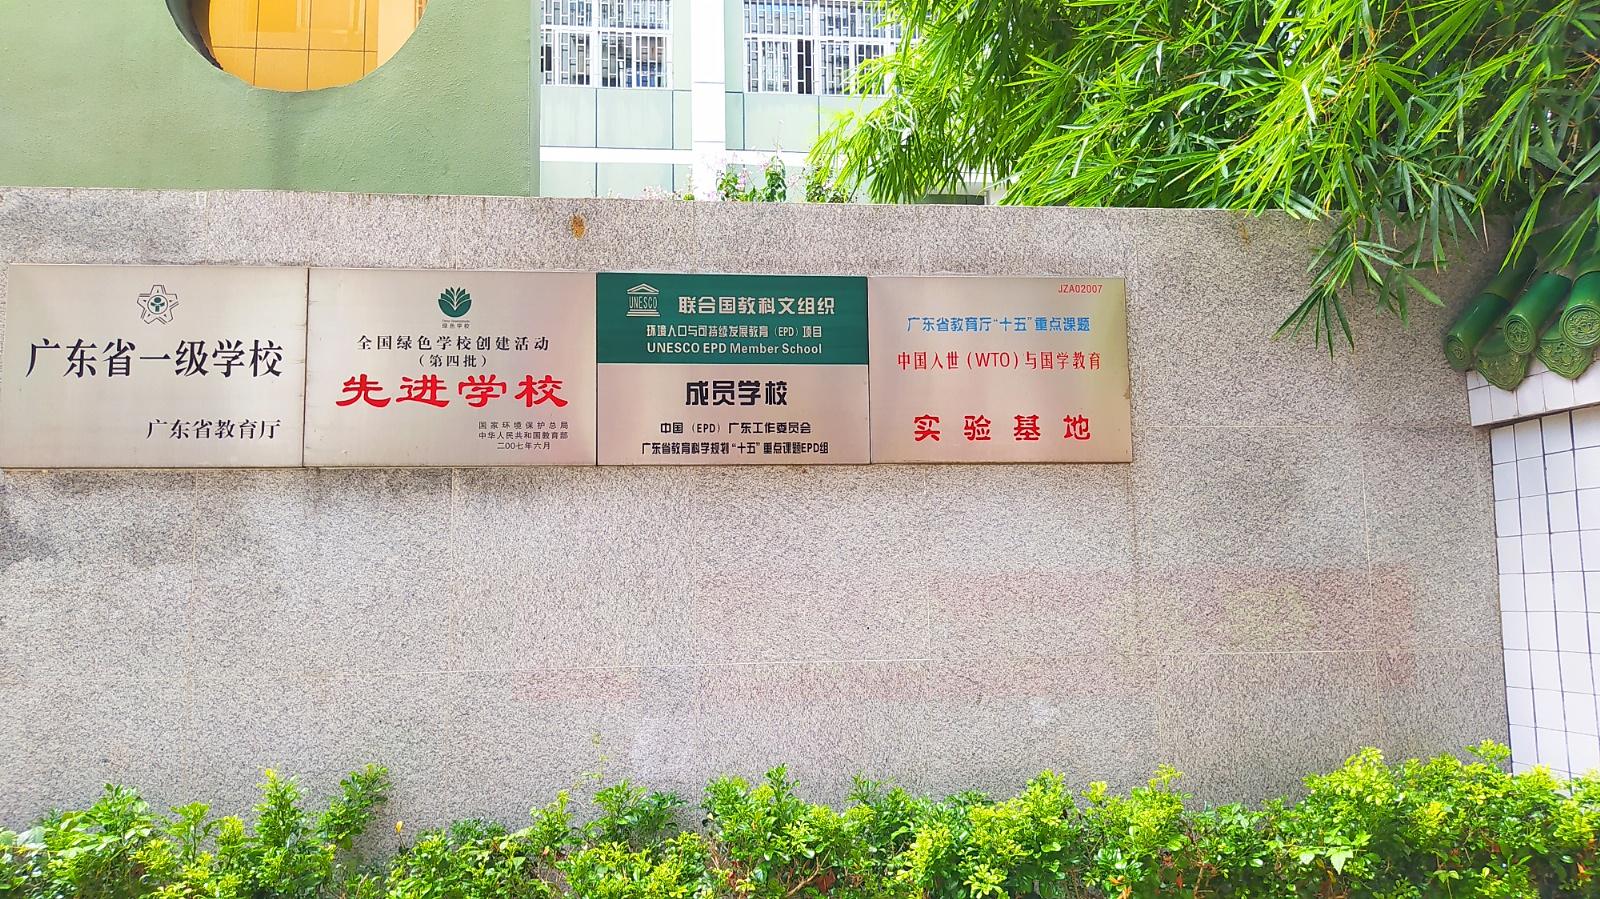 广东省一级学校
广东省教育厅
绿色学校
全国绿色学校创建活动
（第四批）
先进学校
国家环境保护总局
中华人民共和国教育部
二00七年六月
UNESCO
联合国教科文组织
环境人口与可持续发展教育（EPD）项目
UNESCO EPD Member School
成员学校
中国（EPD）广东工作委员会
广东省教育科学规划“十五”重点课题EPD组
JZA02007
广东省教育厅“十五”重点课题
中国入世（WTO）与国学教育
实验基地